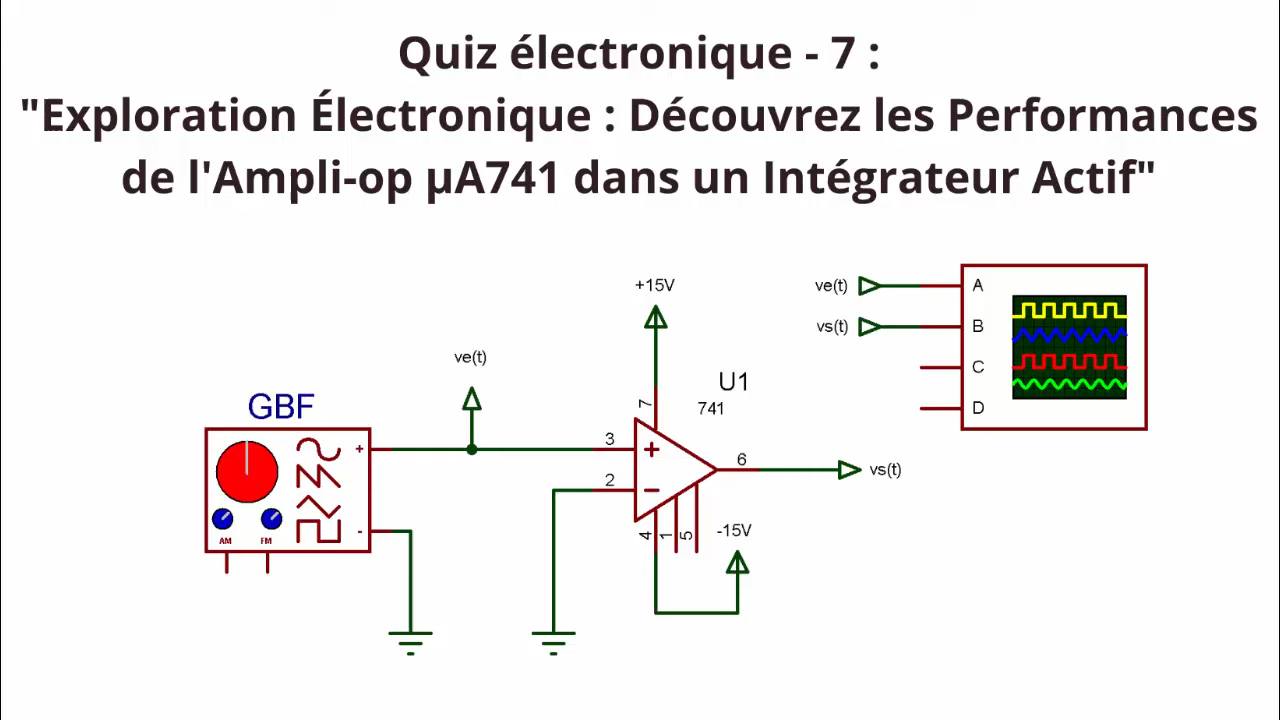 Quiz électronique - 7 :
"Exploration Électronique : Découvrez les Performances
de l'Ampli-op µA741 dans un Intégrateur Actif"
+15V
ve(t)
A
vs(t)
B
C
D
ve(t)
U1
741
GBF
7
3
+
2
−
6
vs(t)
4
1
5
-15V
+
-
AM
FM